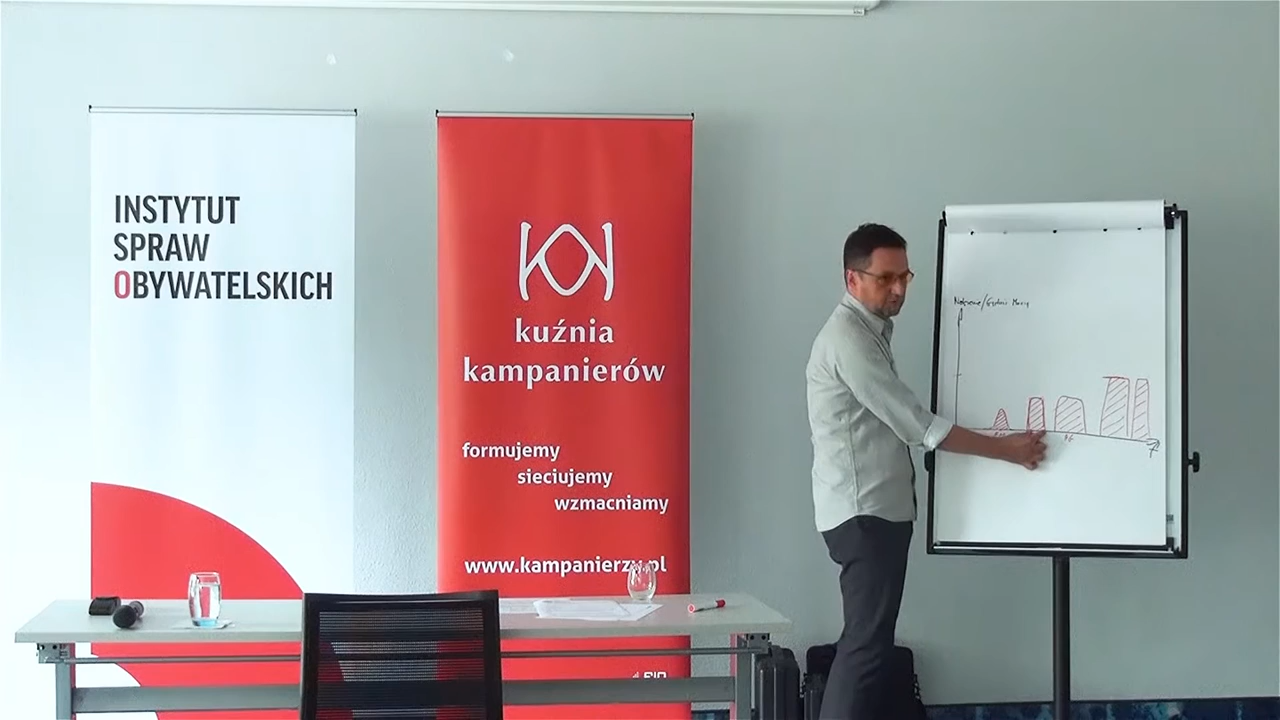 INSTYTUT
SPRAW
OBYWATELSKICH
kuźnia
kampanierów
formujemy
sieciujemy
wzmacniamy
www.kampanierzy.pl